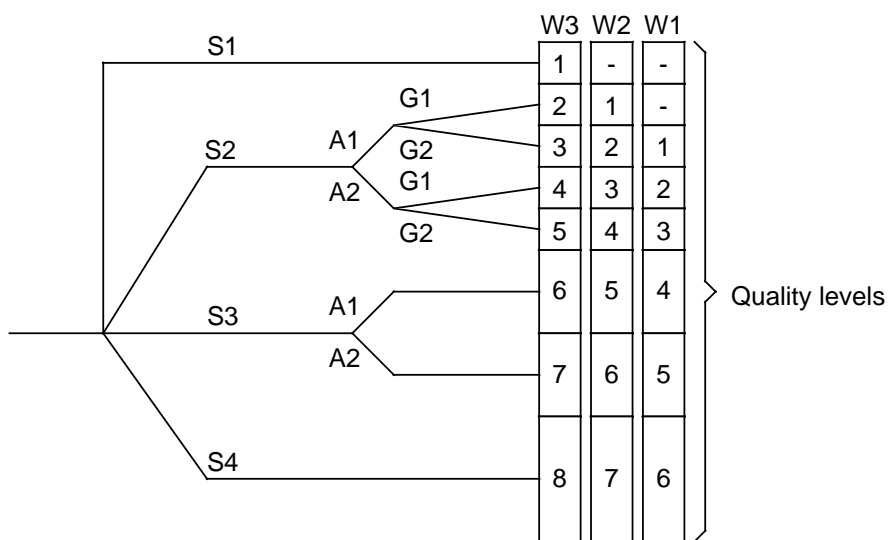 W3 W2 W1
S1
1 - -
G1
2 1 -
A1
S2
G2
3 2 1
G1
A2
4 3 2
G2
5 4 3
A1
6 5 4
Quality levels
S3
A2
7 6 5
S4
8 7 6